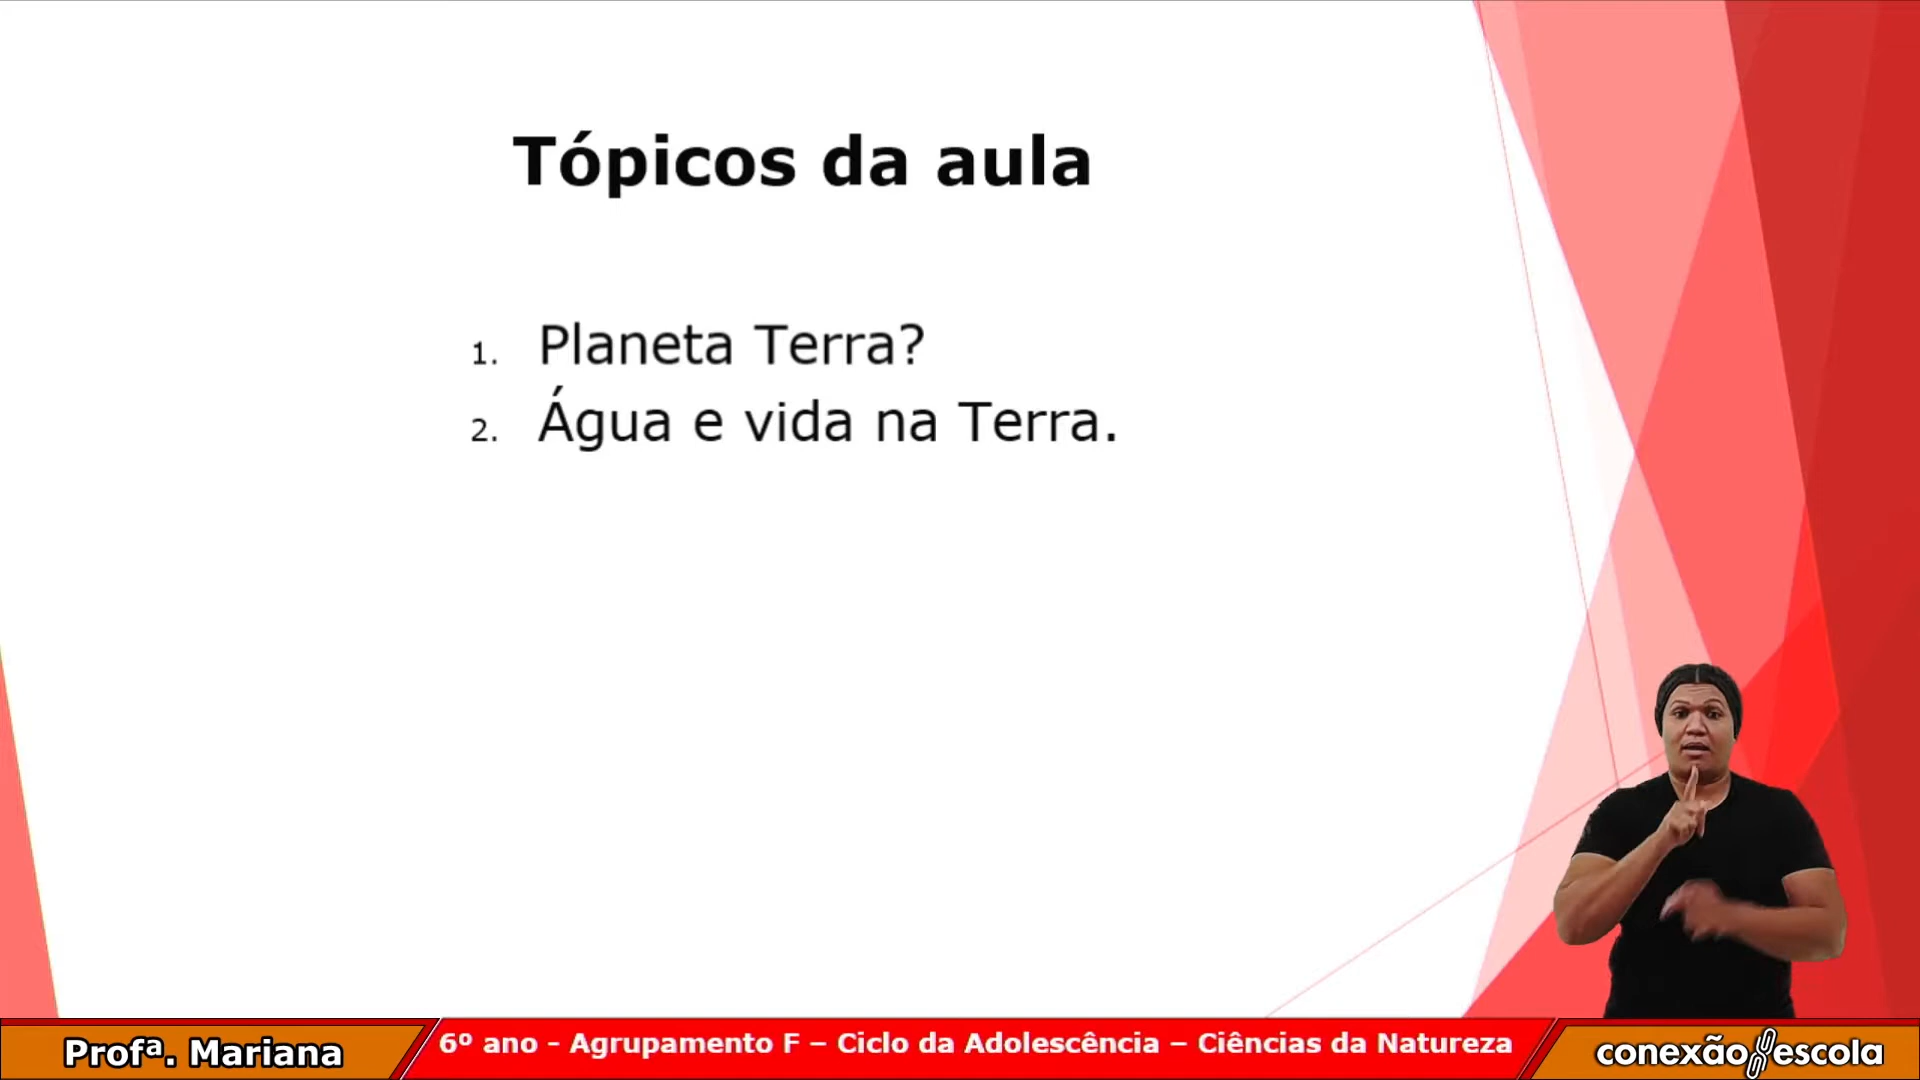 Tópicos da aula
1. Planeta Terra?
2. Água e vida na Terra.
Profª. Mariana
6º ano - Agrupamento F – Ciclo da Adolescência – Ciências da Natureza
conexão escola